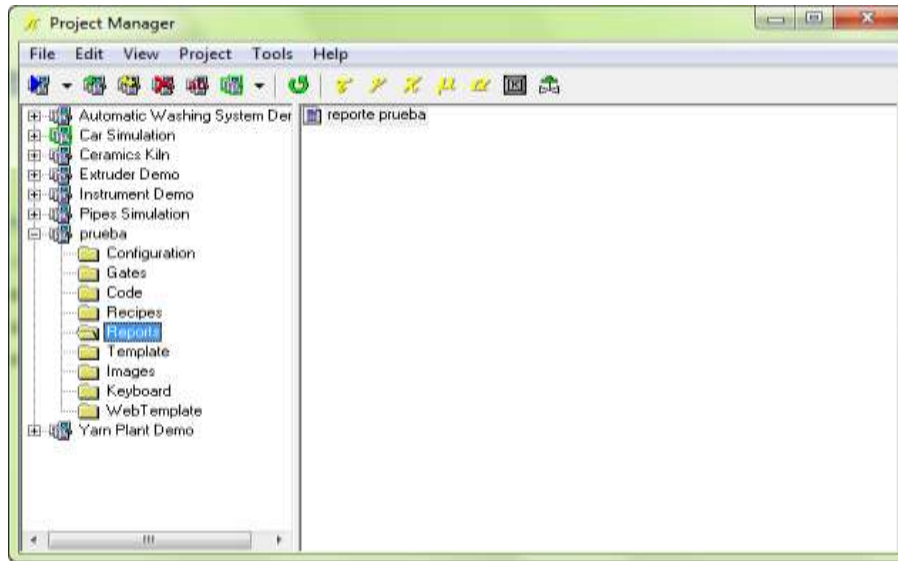 Project Manager
File Edit View Project Tools Help
Automatic Washing System Der
reporte prueba
Car Simulation
Ceramics Kiln
Extruder Demo
Instrument Demo
Pipes Simulation
prueba
Configuration
Gates
Code
Recipes
Reports
Template
Images
Keyboard
WebTemplate
Yarn Plant Demo